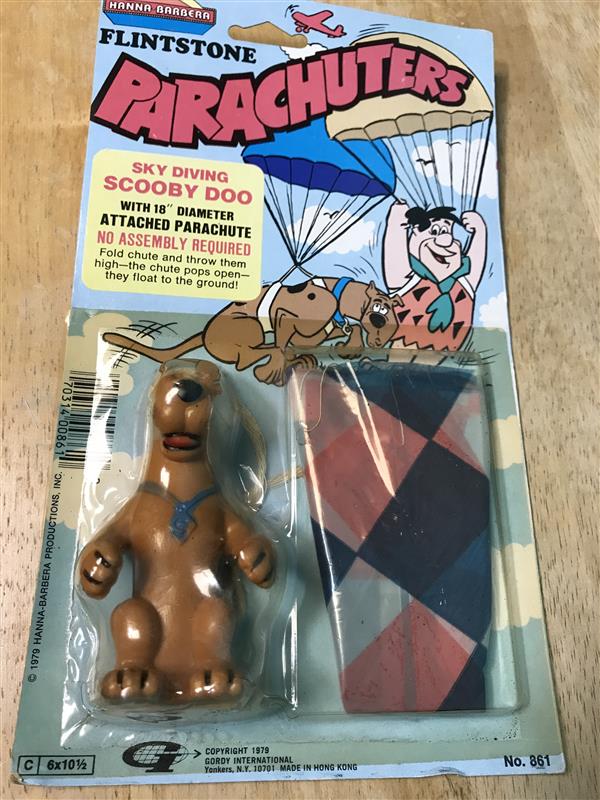 HANNA BARBERA
FLINTSTONE
PARACHUTERS
SKY DIVING
SCOOBY DOO
WITH 18" DIAMETER
ATTACHED PARACHUTE
NO ASSEMBLY REQUIRED
Fold chute and throw them
high—the chute pops open—
they float to the ground!
70314 00861
© 1979 HANNA-BARBERA PRODUCTIONS, INC.
C 6x10½
COPYRIGHT 1979
GORDY INTERNATIONAL
Yonkers, N.Y. 10701 MADE IN HONG KONG
No. 861